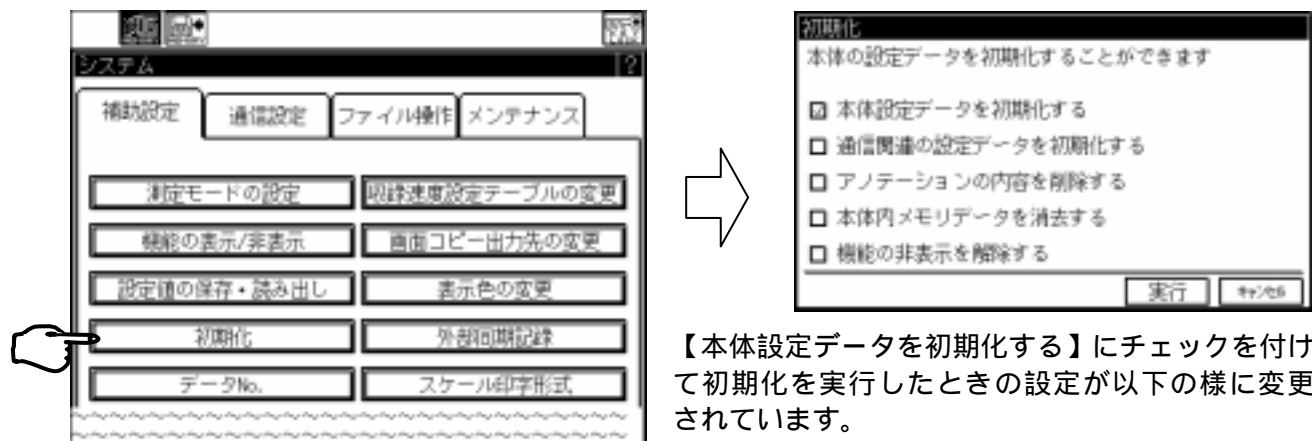 システム ?
補助設定 通信設定 ファイル操作 メンテナンス
測定モードの設定 収録速度設定テーブルの変更
機能の表示/非表示 画面コピー出力先の変更
設定値の保存・読み出し 表示色の変更
初期化 外部同期記録
データNo. スケール印字形式
初期化
本体の設定データを初期化することができます
本体設定データを初期化する
通信関連の設定データを初期化する
アノテーションの内容を削除する
本体内メモリデータを消去する
機能の非表示を解除する
実行 キャンセル
【本体設定データを初期化する】にチェックを付け
て初期化を実行したときの設定が以下の様に変更
されています。